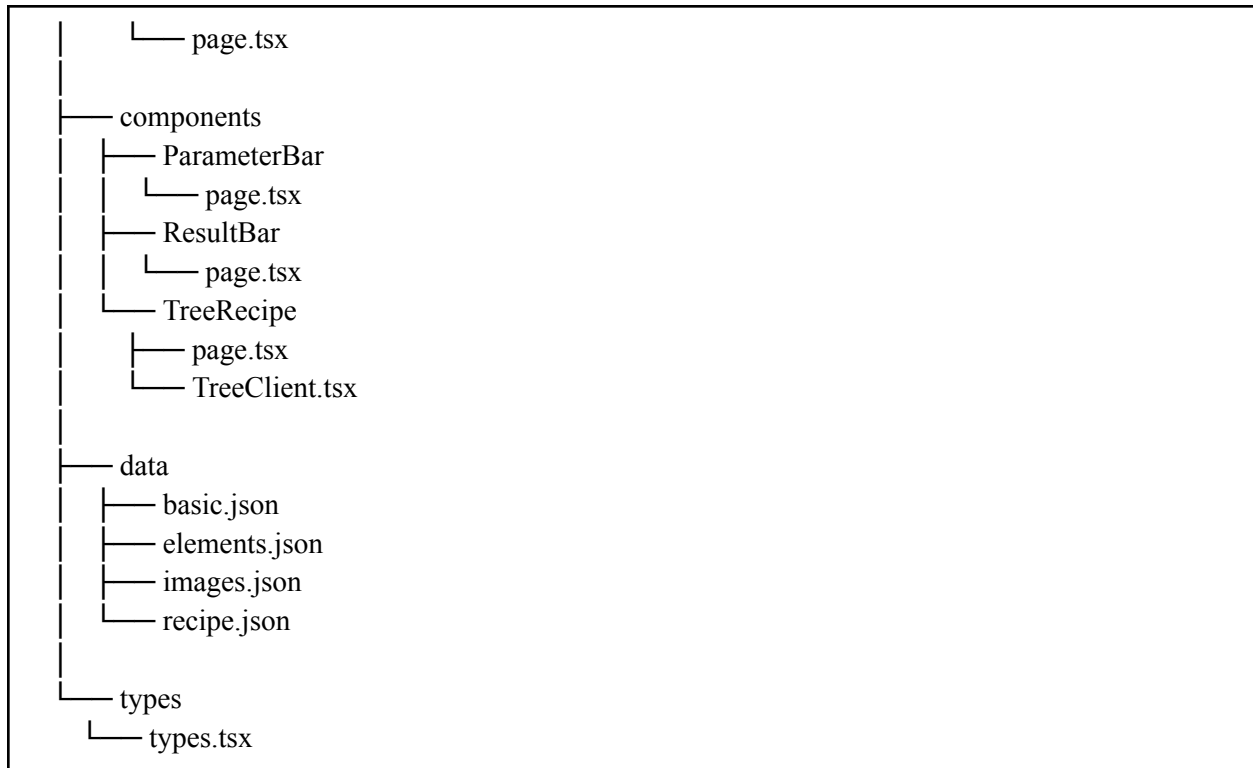 │ └── page.tsx
│
├── components
│ ├── ParameterBar
│ │ └── page.tsx
│ ├── ResultBar
│ │ └── page.tsx
│ └── TreeRecipe
│ ├── page.tsx
│ └── TreeClient.tsx
│
├── data
│ ├── basic.json
│ ├── elements.json
│ ├── images.json
│ └── recipe.json
│
└── types
└── types.tsx